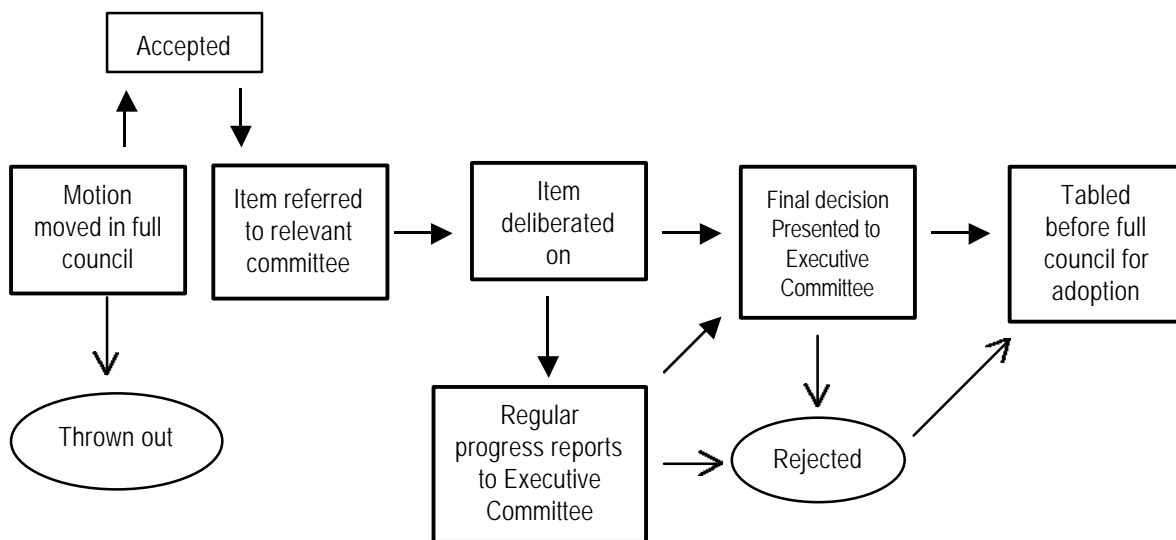 Accepted
Motion
moved in full
council
Item referred
to relevant
committee
Item
deliberated
on
Final decision
Presented to
Executive
Committee
Tabled
before full
council for
adoption
Thrown out
Regular
progress reports
to Executive
Committee
Rejected